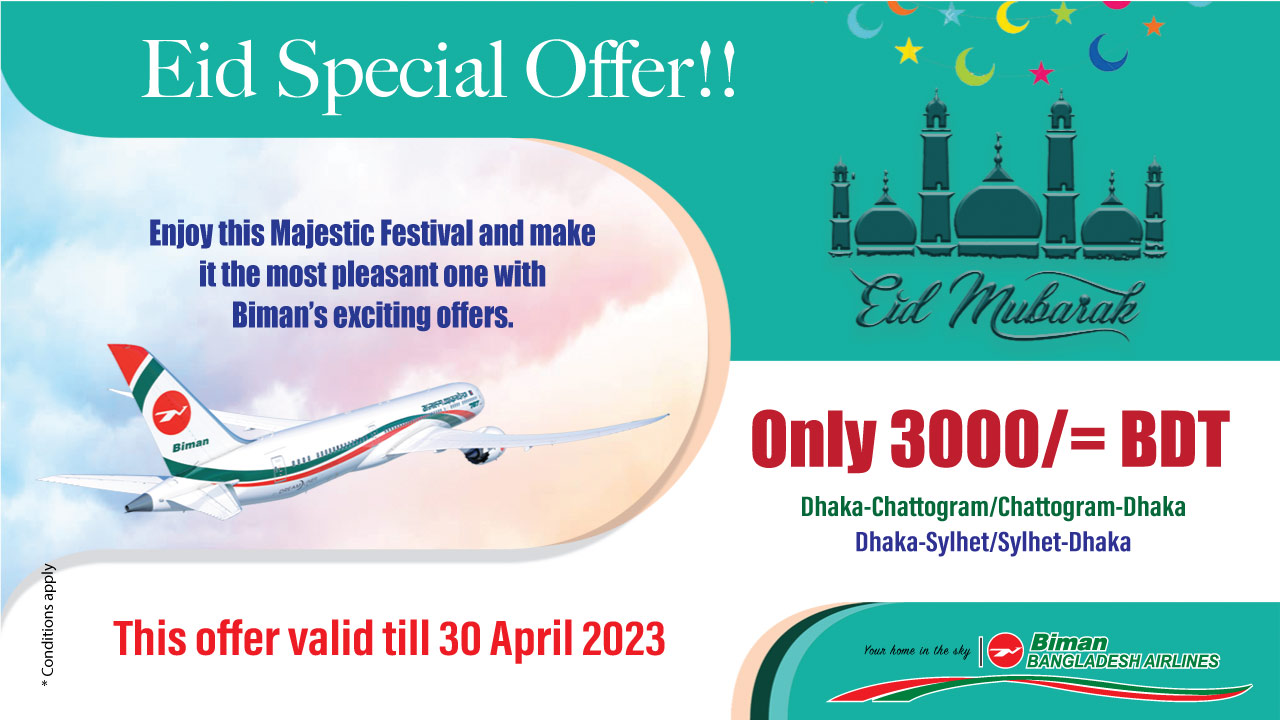 Eid Special Offer!!
Enjoy this Majestic Festival and make
it the most pleasant one with
Biman's exciting offers.
Biman
Eid Mubarak
Only 3000/= BDT
Dhaka-Chattogram/Chattogram-Dhaka
Dhaka-Sylhet/Sylhet-Dhaka
* Conditions apply
This offer valid till 30 April 2023
Your home in the sky
Biman
BANGLADESH AIRLINES